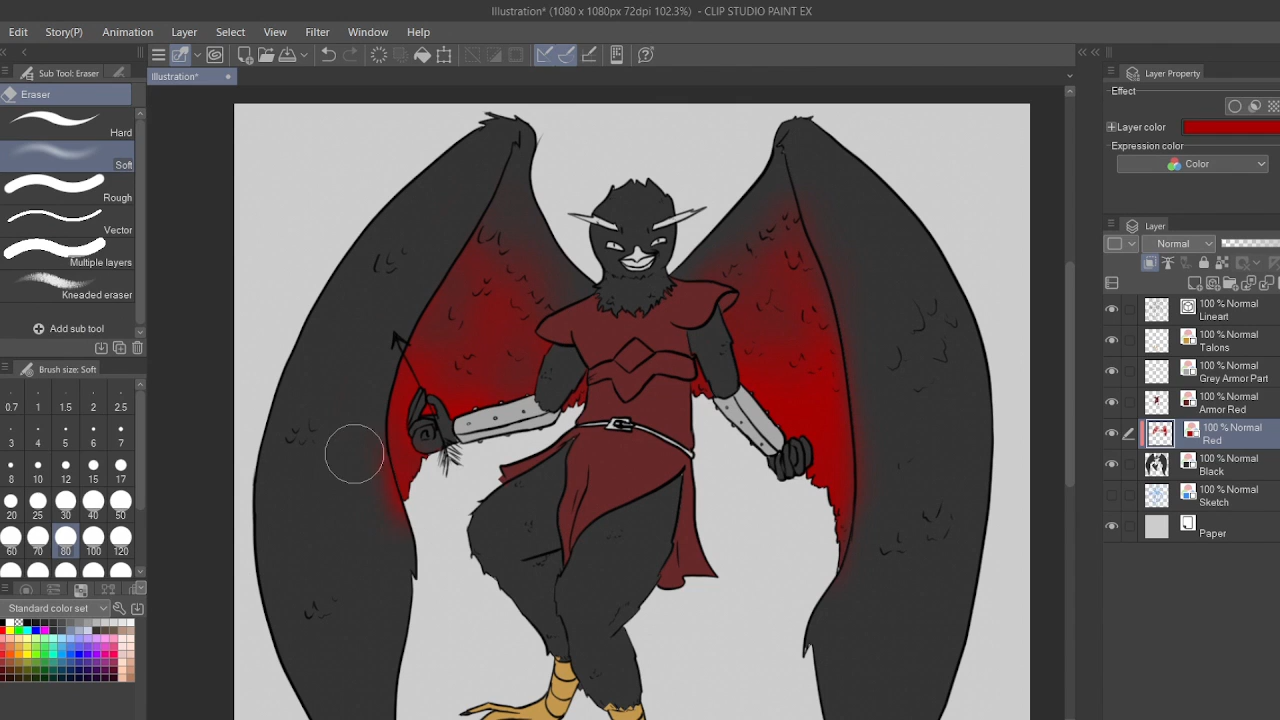 Illustration* (1080 x 1080px 72dpi 102.3%) - CLIP STUDIO PAINT EX
Edit Story(P) Animation Layer Select View Filter Window Help
Sub Tool: Eraser
Illustration*
Layer Property
Eraser
Effect
Hard
Layer color
Expression color
Soft
Color
Rough
Vector
Layer
Normal
Multiple layers
Kneaded eraser
Add sub tool
100 % Normal
Lineart
100 % Normal
Talons
100 % Normal
Grey Armor Part
100 % Normal
Armor Red
100 % Normal
Red
100 % Normal
Black
100 % Normal
Sketch
Paper
Brush size: Soft
0.7 1 1.5 2 2.5
3 4 5 6 7
8 10 12 15 17
20 25 30 40 50
60 70 80 100 120
Standard color set